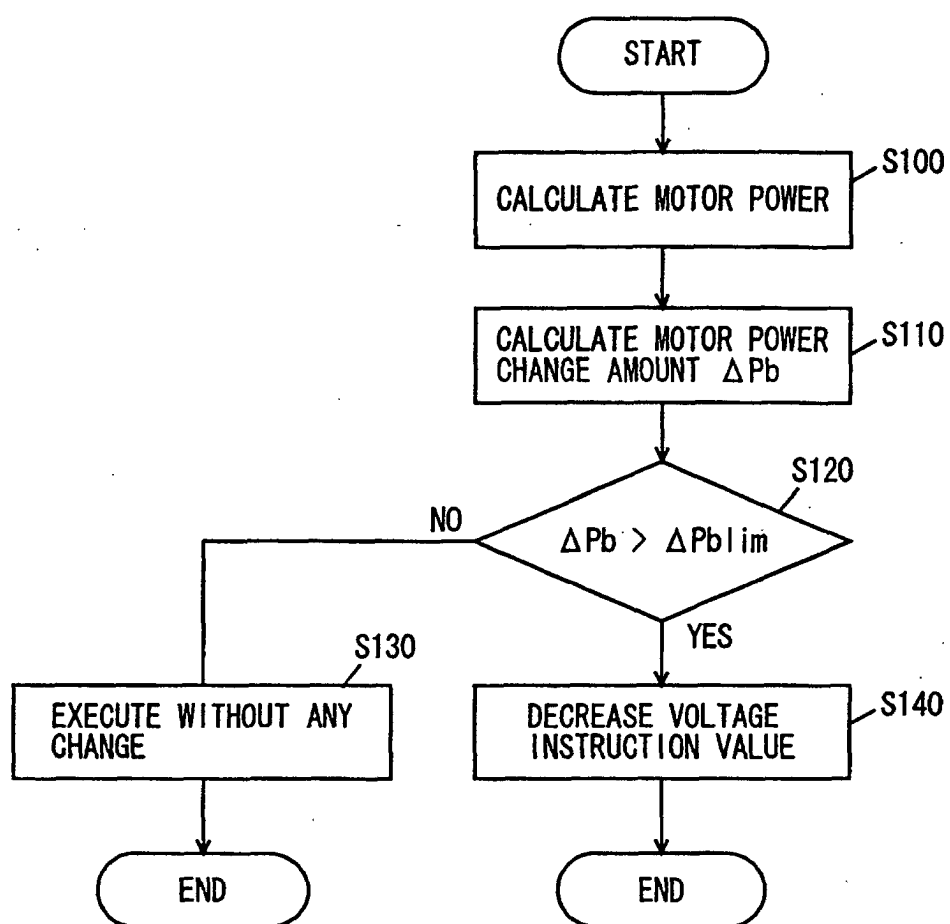 START
S100
CALCULATE MOTOR POWER
S110
CALCULATE MOTOR POWER
CHANGE AMOUNT ΔPb
S120
ΔPb > ΔPblim
NO
YES
S130
EXECUTE WITHOUT ANY
CHANGE
S140
DECREASE VOLTAGE
INSTRUCTION VALUE
END
END